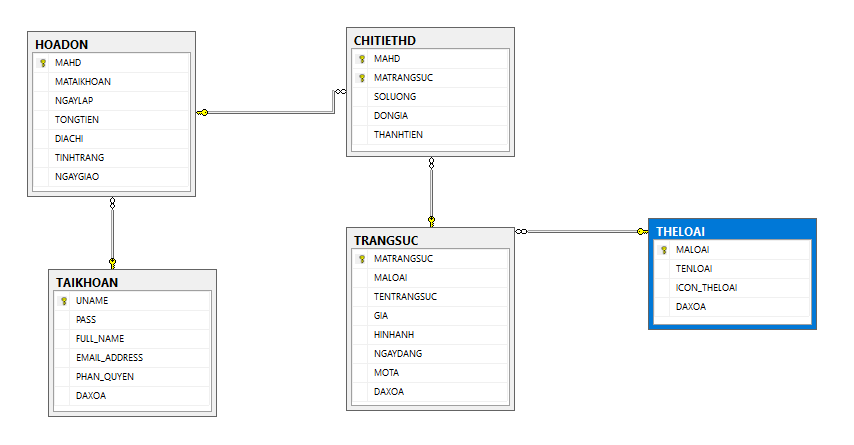 HOADON
MAHD
MATAIKHOAN
NGAYLAP
TONGTIEN
DIACHI
TINHTRANG
NGAYGIAO
CHITIETHD
MAHD
MATRANGSUC
SOLUONG
DONGIA
THANHTIEN
TAIKHOAN
UNAME
PASS
FULL_NAME
EMAIL_ADDRESS
PHAN_QUYEN
DAXOA
TRANGSUC
MATRANGSUC
MALOAI
TENTRANGSUC
GIA
HINHANH
NGAYDANG
MOTA
DAXOA
THELOAI
MALOAI
TENLOAI
ICON_THELOAI
DAXOA